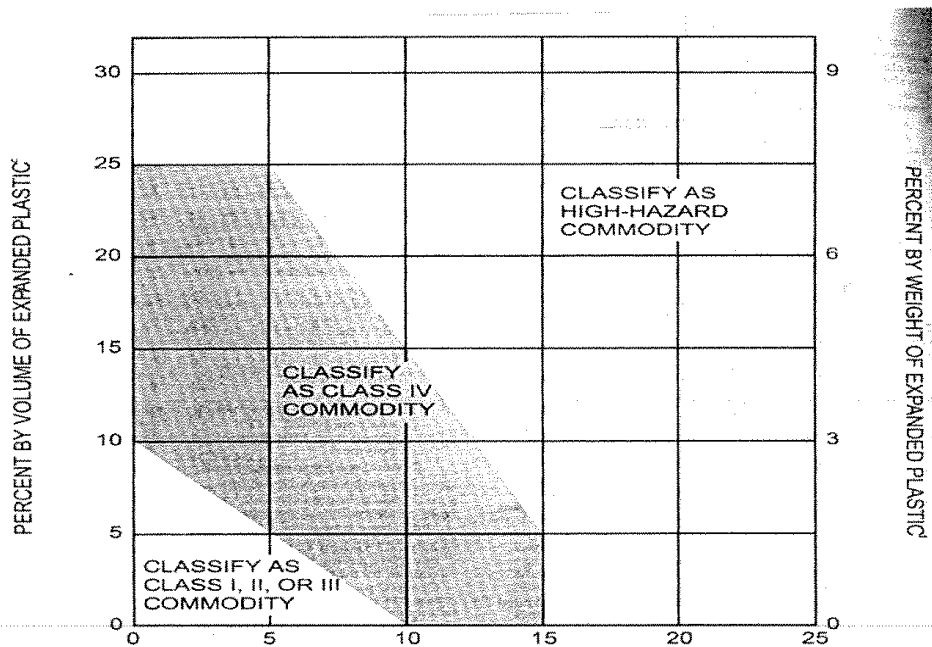 30
25
20
15
10
5
0
PERCENT BY VOLUME OF EXPANDED PLASTIC
9
6
3
0
PERCENT BY WEIGHT OF EXPANDED PLASTIC
CLASSIFY AS
HIGH-HAZARD
COMMODITY
CLASSIFY
AS CLASS IV
COMMODITY
CLASSIFY AS
CLASS I, II, OR III
COMMODITY
0 5 10 15 20 25